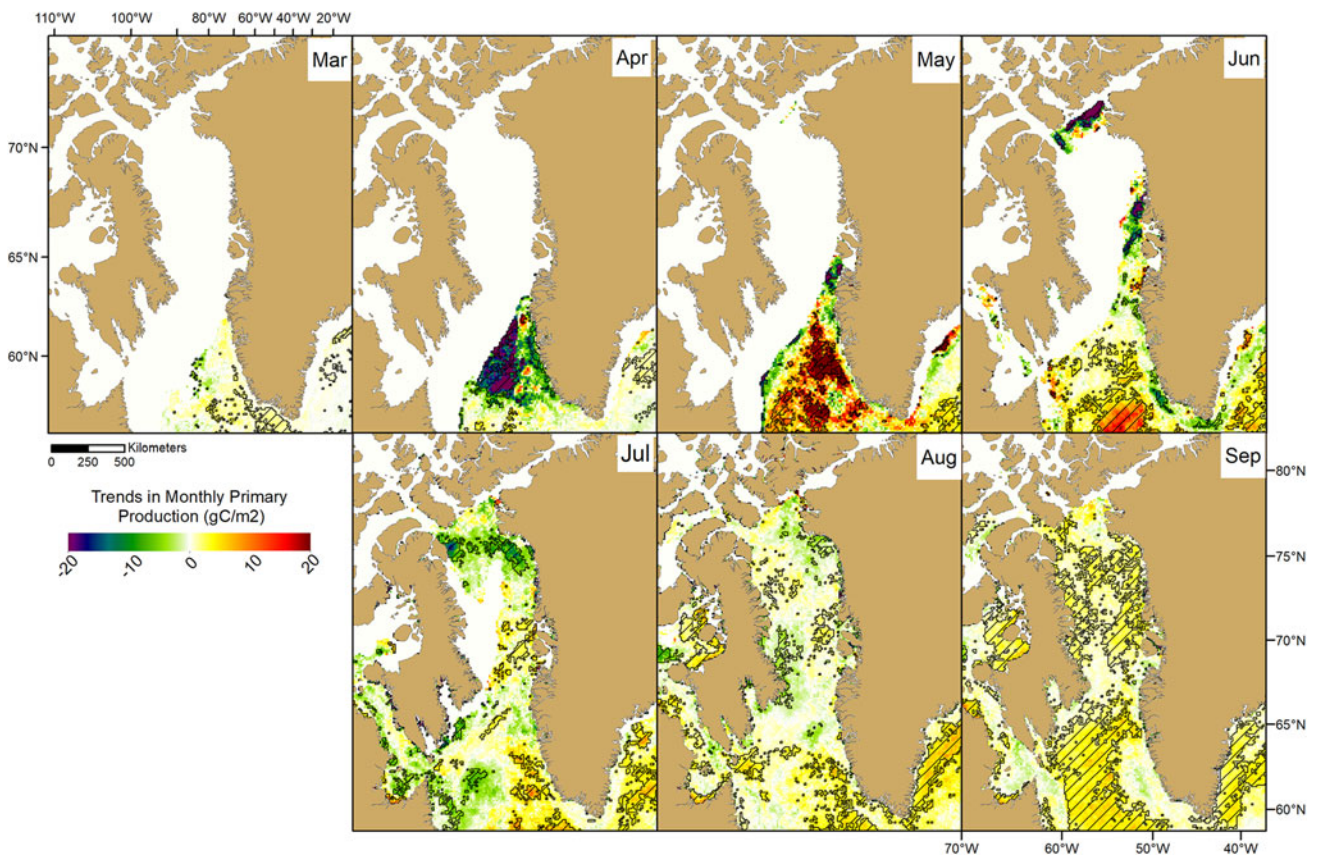 110°W 100°W 80°W 60°W 40°W 20°W
Mar
Apr
May
Jun
70°N
65°N
60°N
Kilometers
0 250 500
Trends in Monthly Primary
Production (gC/m2)
-20 -10 0 10 20
Jul
Aug
Sep
80°N
75°N
70°N
65°N
60°N
70°W 60°W 50°W 40°W